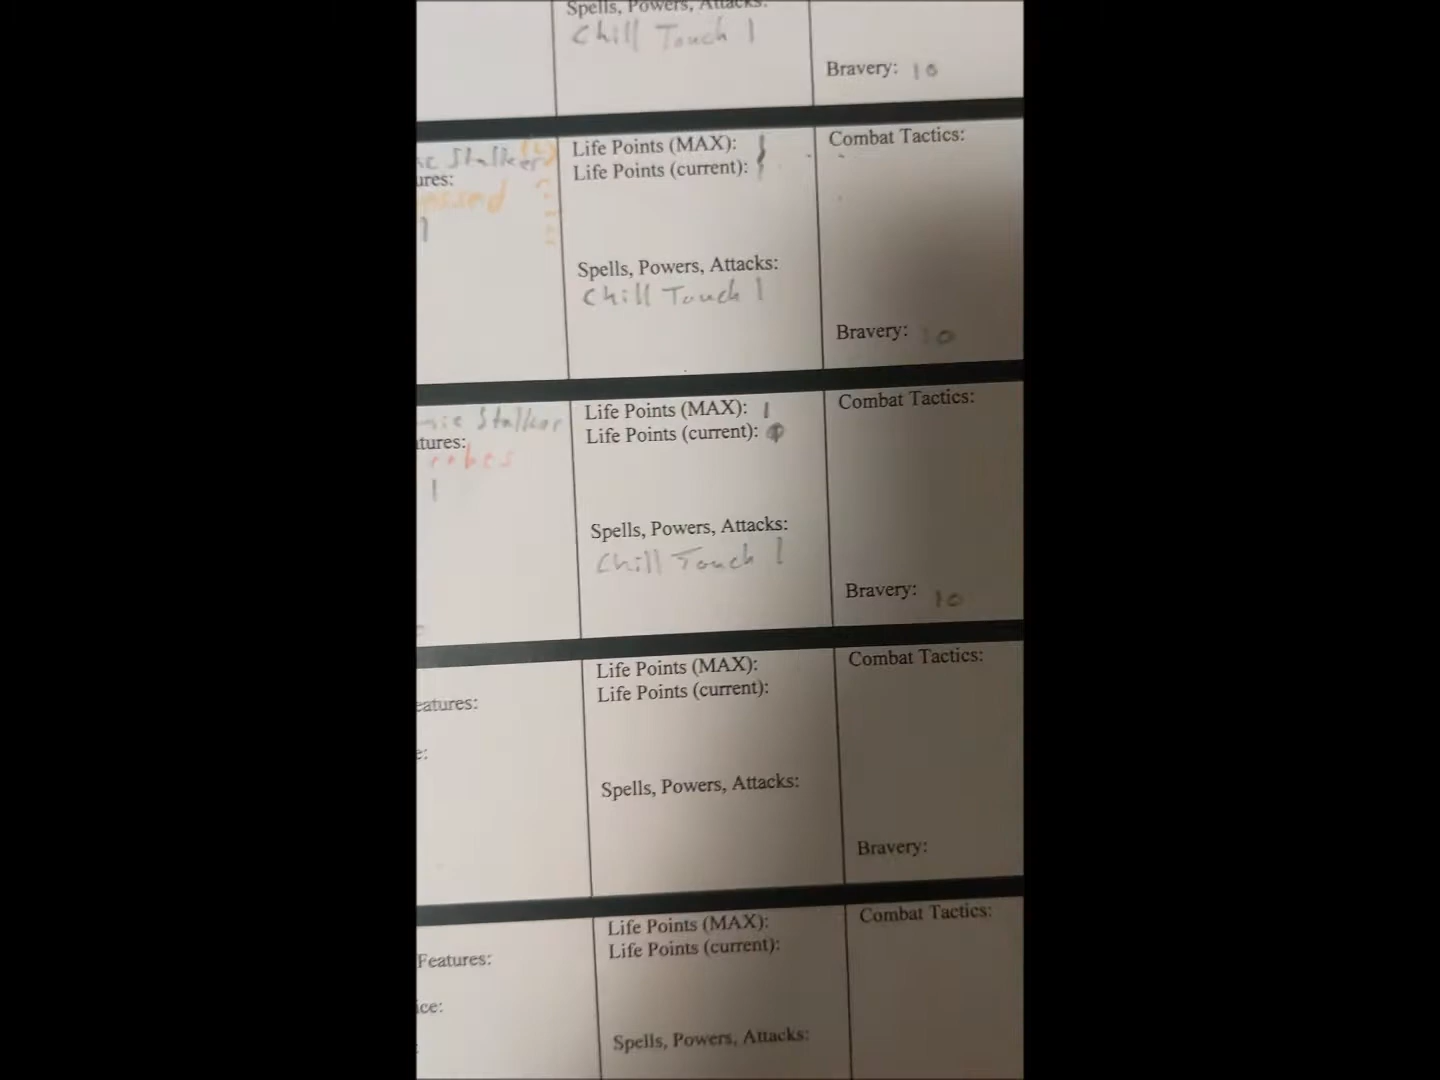 Spells, Powers, Attacks:
Chill Touch 1
Bravery: 10
Stalker
ures:
Life Points (MAX): 1
Life Points (current): 1
Spells, Powers, Attacks:
Chill Touch 1
Combat Tactics:
Bravery: 10
Stalker
tures:
robes
1
Life Points (MAX): 1
Life Points (current):
Spells, Powers, Attacks:
Chill Touch 1
Combat Tactics:
Bravery: 10
eatures:
e:
Life Points (MAX):
Life Points (current):
Spells, Powers, Attacks:
Combat Tactics:
Bravery:
Features:
ice:
Life Points (MAX):
Life Points (current):
Spells, Powers, Attacks:
Combat Tactics: